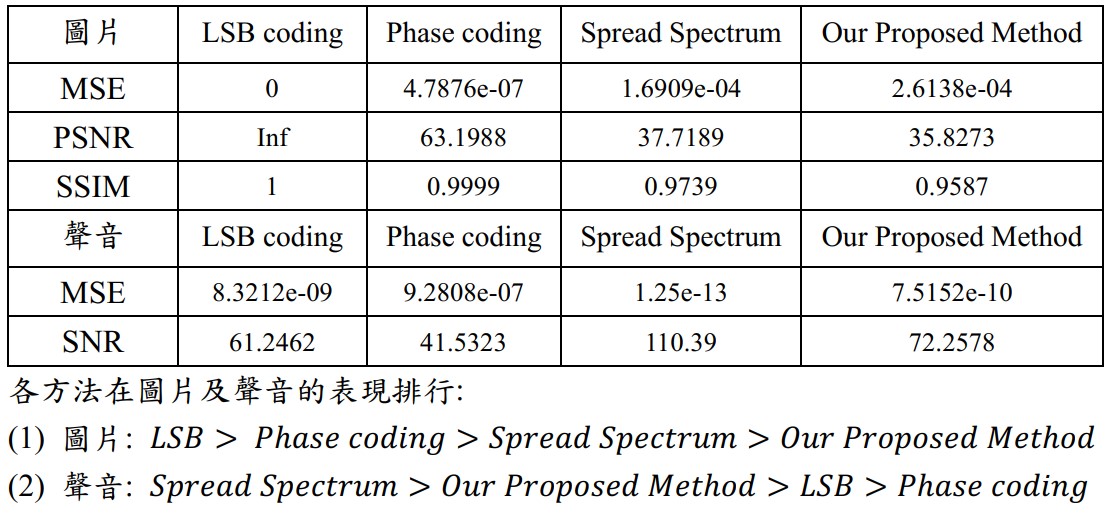 圖片 LSB coding Phase coding Spread Spectrum Our Proposed Method
MSE 0 4.7876e-07 1.6909e-04 2.6138e-04
PSNR Inf 63.1988 37.7189 35.8273
SSIM 1 0.9999 0.9739 0.9587
聲音 LSB coding Phase coding Spread Spectrum Our Proposed Method
MSE 8.3212e-09 9.2808e-07 1.25e-13 7.5152e-10
SNR 61.2462 41.5323 110.39 72.2578
各方法在圖片及聲音的表現排行:
(1) 圖片: LSB > Phase coding > Spread Spectrum > Our Proposed Method
(2) 聲音: Spread Spectrum > Our Proposed Method > LSB > Phase coding